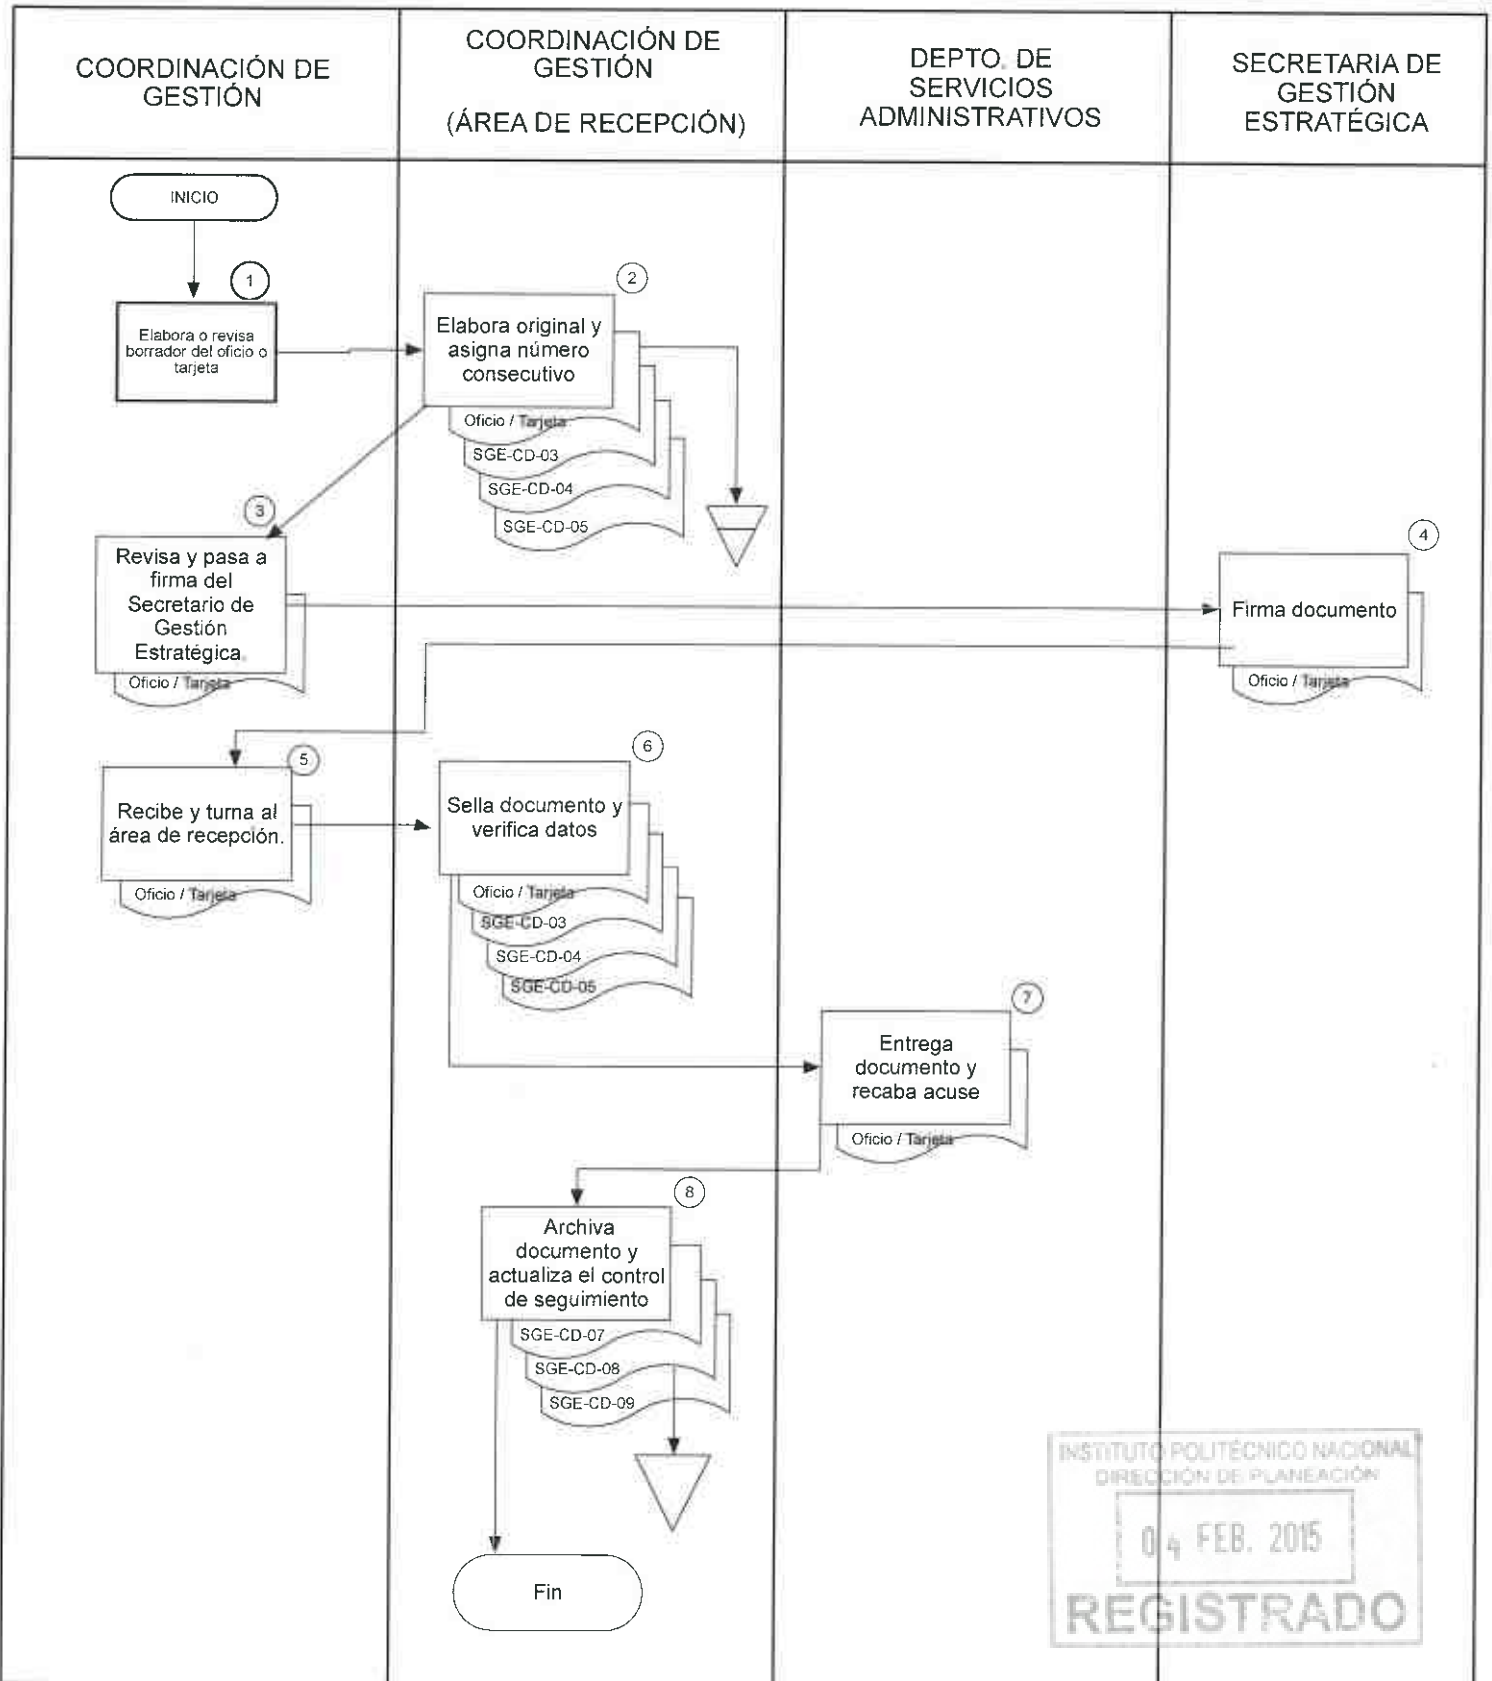 COORDINACIÓN DE
GESTIÓN
COORDINACIÓN DE
GESTIÓN
(ÁREA DE RECEPCIÓN)
DEPTO. DE
SERVICIOS
ADMINISTRATIVOS
SECRETARIA DE
GESTIÓN
ESTRATÉGICA
INICIO
1
Elabora o revisa
borrador del oficio o
tarjeta
2
Elabora original y
asigna número
consecutivo
Oficio / Tarjeta
SGE-CD-03
SGE-CD-04
SGE-CD-05
3
Revisa y pasa a
firma del
Secretario de
Gestión
Estratégica.
Oficio / Tarjeta
4
Firma documento
Oficio / Tarjeta
5
Recibe y turna al
área de recepción.
Oficio / Tarjeta
6
Sella documento y
verifica datos
Oficio / Tarjeta
SGE-CD-03
SGE-CD-04
SGE-CD-05
7
Entrega
documento y
recaba acuse
Oficio / Tarjeta
8
Archiva
documento y
actualiza el control
de seguimiento
SGE-CD-07
SGE-CD-08
SGE-CD-09
Fin
INSTITUTO POLITÉCNICO NACIONAL
DIRECCIÓN DE PLANEACIÓN
04 FEB. 2015
REGISTRADO